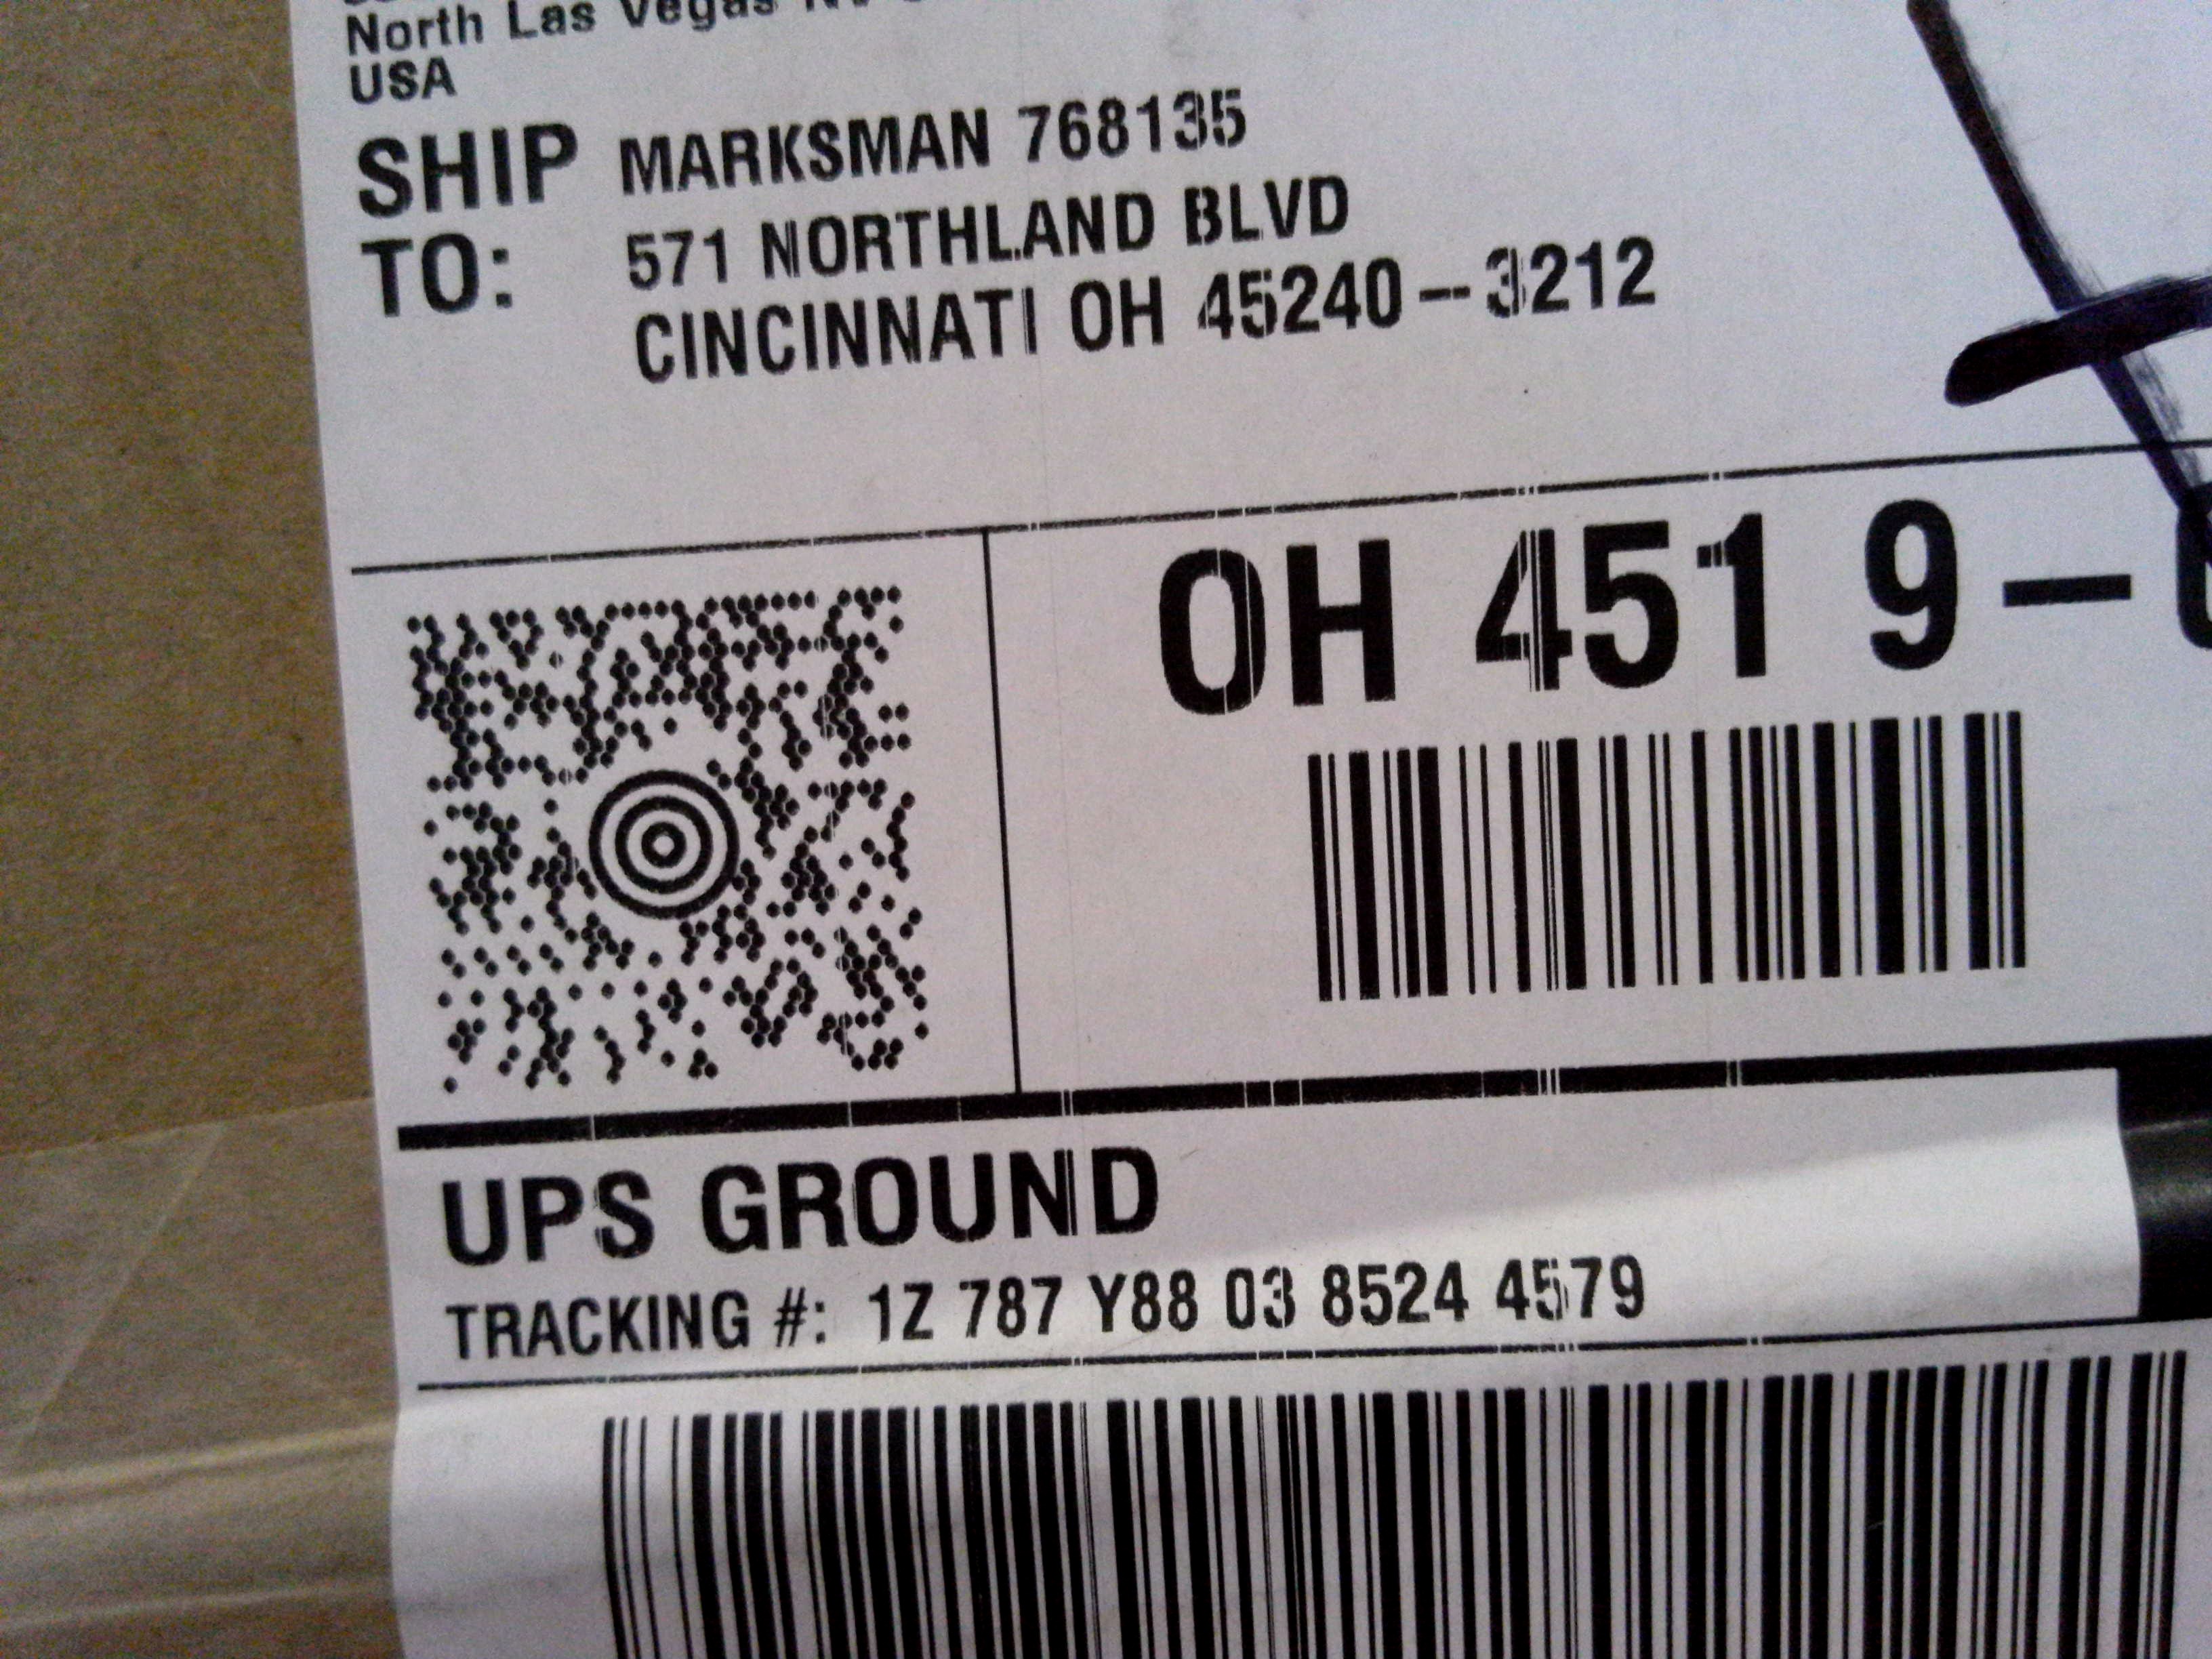 North Las Vegas NV
USA
SHIP TO:
MARKSMAN 768135
571 NORTHLAND BLVD
CINCINNATI OH 45240-3212
OH 451 9-
UPS GROUND
TRACKING #: 1Z 787 Y88 03 8524 4579